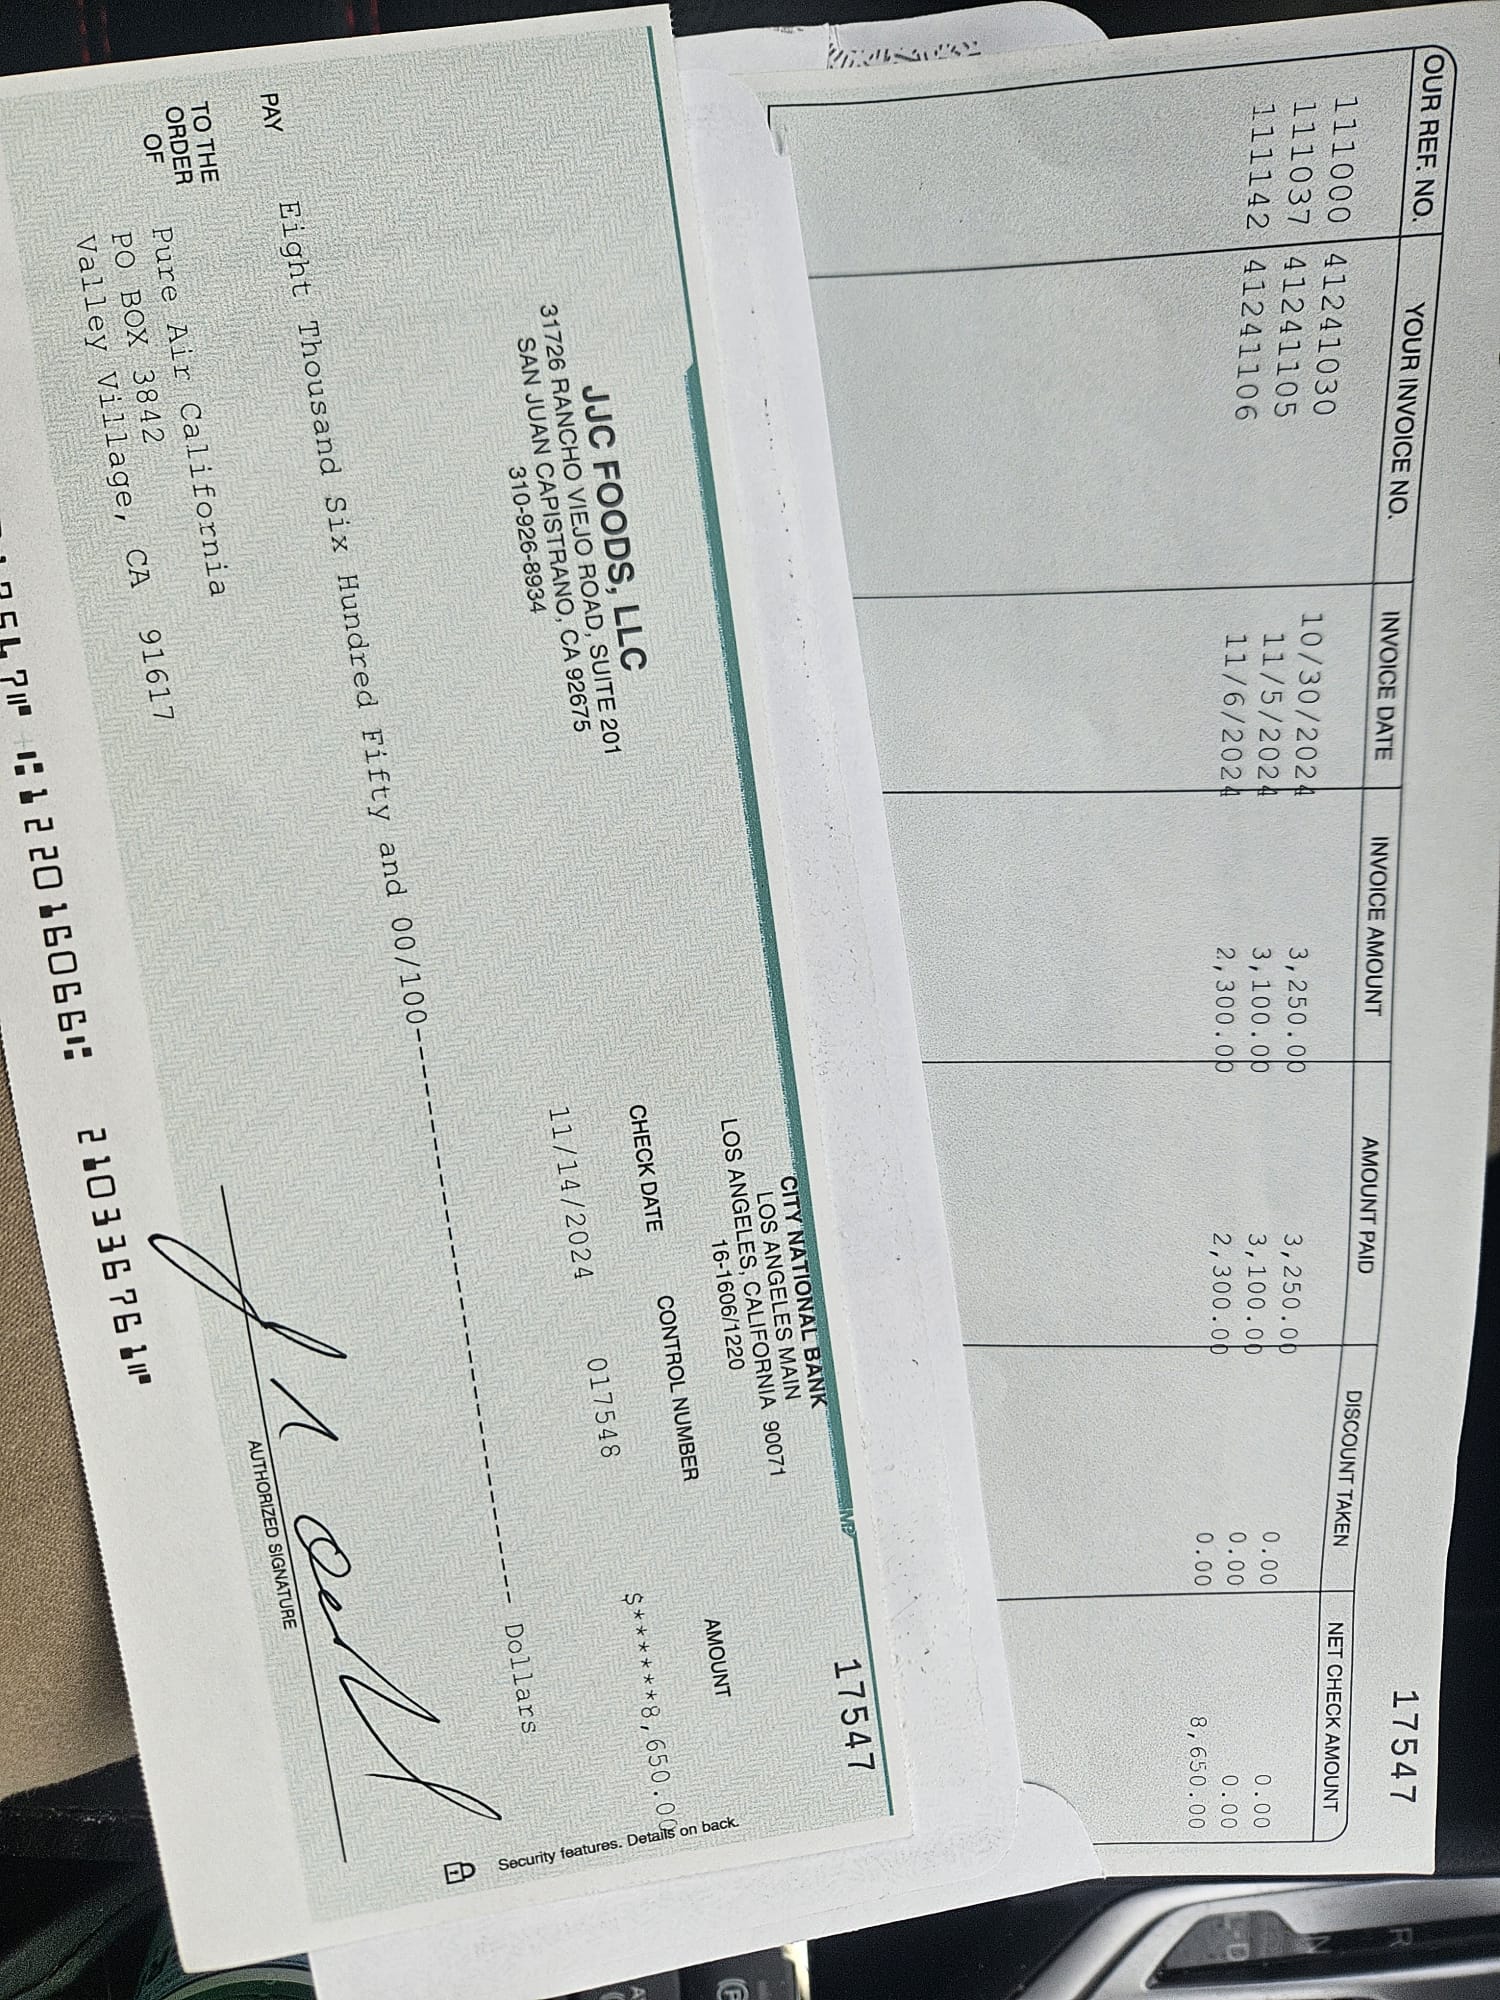 17547
OUR REF. NO. YOUR INVOICE NO. INVOICE DATE INVOICE AMOUNT AMOUNT PAID DISCOUNT TAKEN NET CHECK AMOUNT
111000 41241030 10/30/2024 3,250.00 3,250.00 0.00 0.00
111037 41241105 11/5/2024 3,100.00 3,100.00 0.00 0.00
111142 41241106 11/6/2024 2,300.00 2,300.00 0.00 8,650.00
17547
JJC FOODS, LLC
31726 RANCHO VIEJO ROAD, SUITE 201
SAN JUAN CAPISTRANO, CA 92675
310-926-8934
CITY NATIONAL BANK
LOS ANGELES MAIN
LOS ANGELES, CALIFORNIA 90071
16-1606/1220
MP
CHECK DATE CONTROL NUMBER AMOUNT
11/14/2024 017548 $*******8,650.00
PAY Eight Thousand Six Hundred Fifty and 00/100---------------------------------------- Dollars
TO THE
ORDER
OF
Pure Air California
PO BOX 3842
Valley Village, CA 91617
AUTHORIZED SIGNATURE
Security features. Details on back.
⑆122016066⑆ 210336761⑈
R
N
D
P